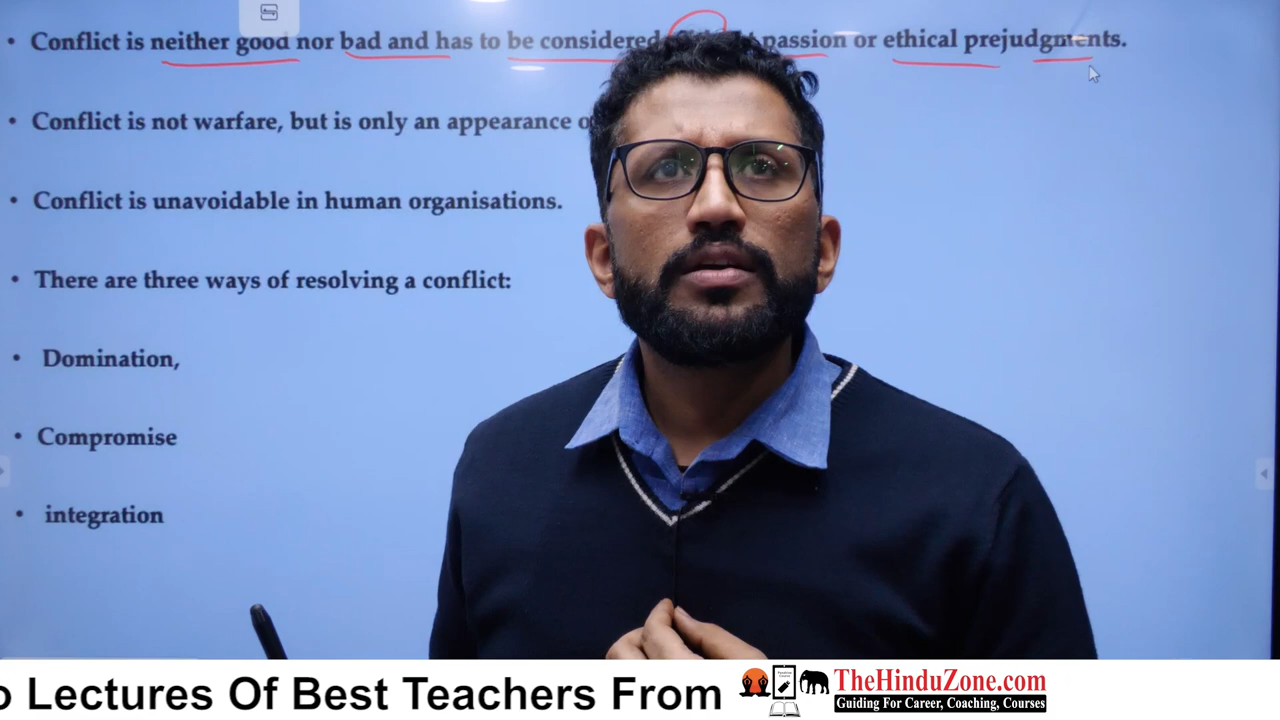 • Conflict is neither good nor bad and has to be considered passion or ethical prejudgments.
• Conflict is not warfare, but is only an appearance
• Conflict is unavoidable in human organisations.
• There are three ways of resolving a conflict:
• Domination,
• Compromise
• integration
Lectures Of Best Teachers From
TheHinduZone.com
Guiding For Career, Coaching, Courses